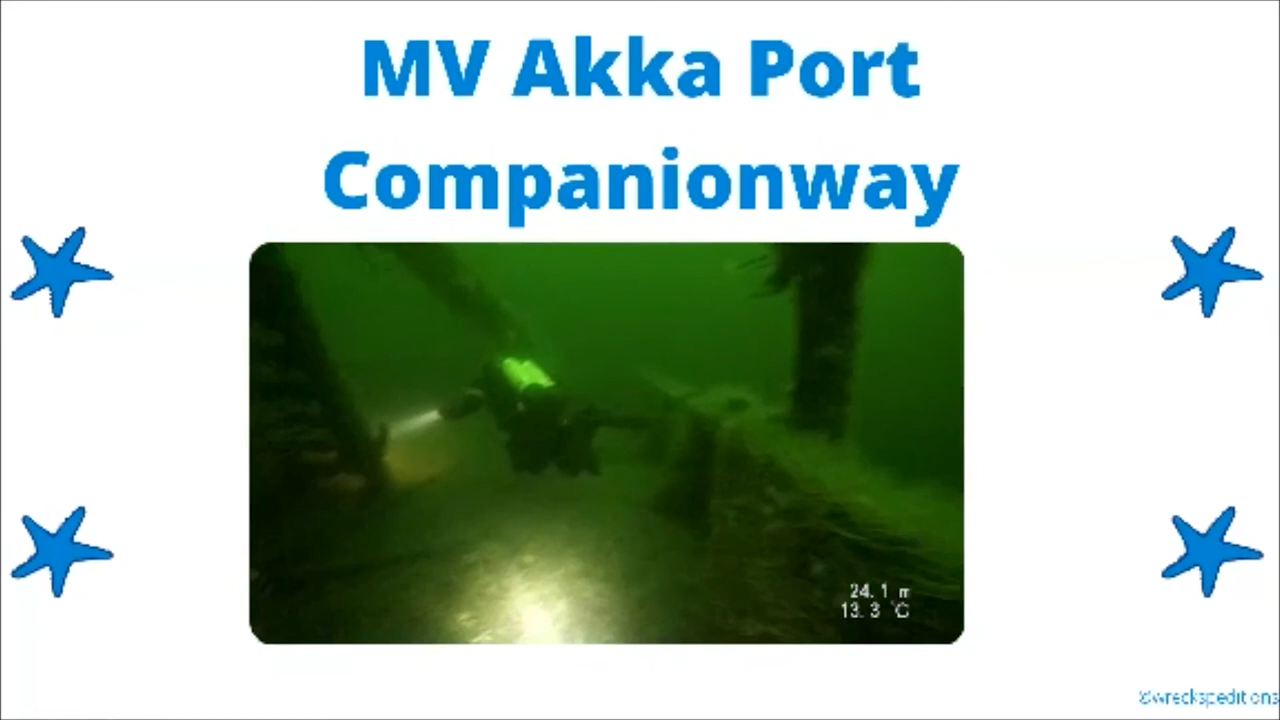 MV Akka Port
Companionway
24.1 m
13.3 °C
©wreckspeditions